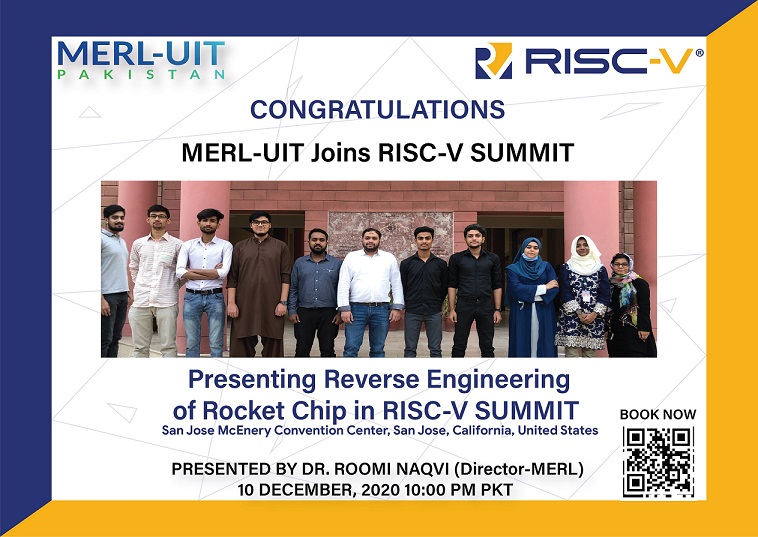 MERL-UIT
PAKISTAN
RISC-V®
CONGRATULATIONS
MERL-UIT Joins RISC-V SUMMIT
Presenting Reverse Engineering
of Rocket Chip in RISC-V SUMMIT
San Jose McEnery Convention Center, San Jose, California, United States
BOOK NOW
PRESENTED BY DR. ROOMI NAQVI (Director-MERL)
10 DECEMBER, 2020 10:00 PM PKT